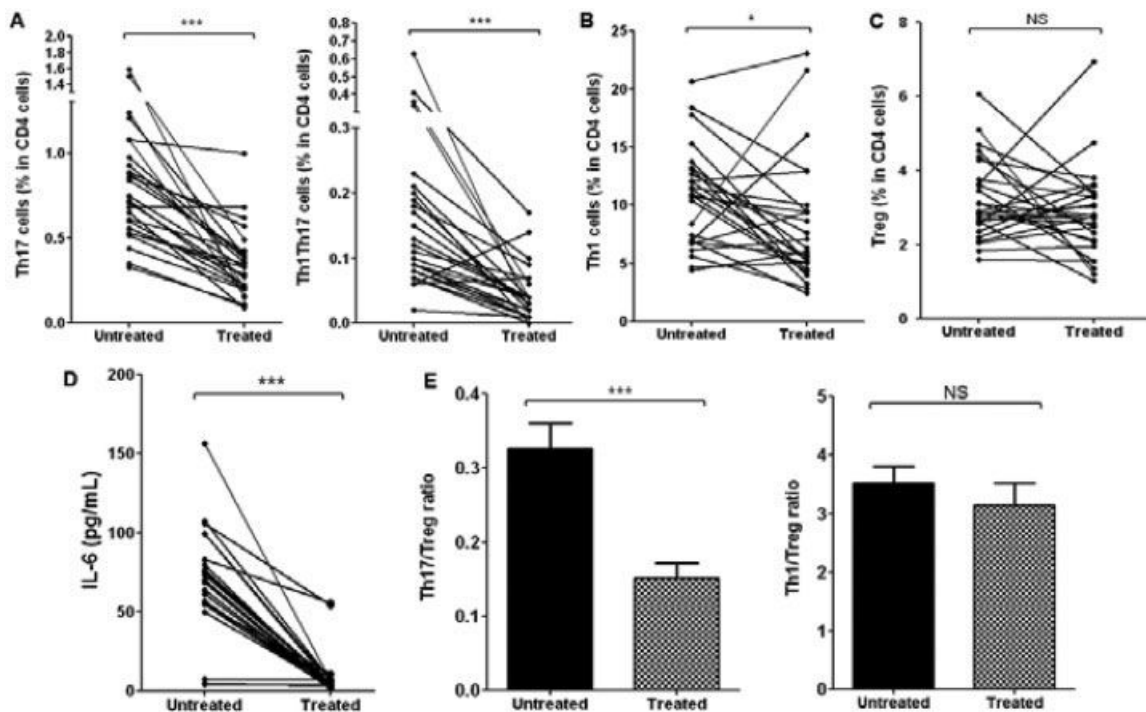 A
***
Th17 cells (% in CD4 cells)
2.0
1.8
1.6
1.4
1.2
1.0
0.5
0.0
Untreated Treated
***
Th1Th17 cells (% in CD4 cells)
0.8
0.7
0.6
0.5
0.4
0.3
0.3
0.2
0.1
0.0
Untreated Treated
B
*
Th1 cells (% in CD4 cells)
25
20
15
10
5
0
Untreated Treated
C
NS
Treg (% in CD4 cells)
8
6
4
2
0
Untreated Treated
D
***
IL-6 (pg/mL)
200
150
100
50
0
Untreated Treated
E
***
Th17/Treg ratio
0.4
0.3
0.2
0.1
0.0
Untreated Treated
NS
Th1/Treg ratio
5
4
3
2
1
0
Untreated Treated